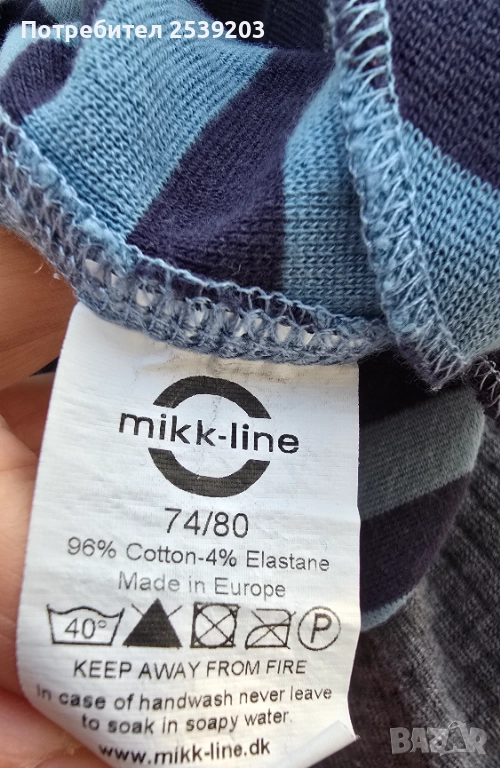 Потребител 2539203
mikk-line
74/80
96% Cotton-4% Elastane
Made in Europe
40° P
KEEP AWAY FROM FIRE
In case of handwash never leave
to soak in soapy water.
www.mikk-line.dk
BAZAR